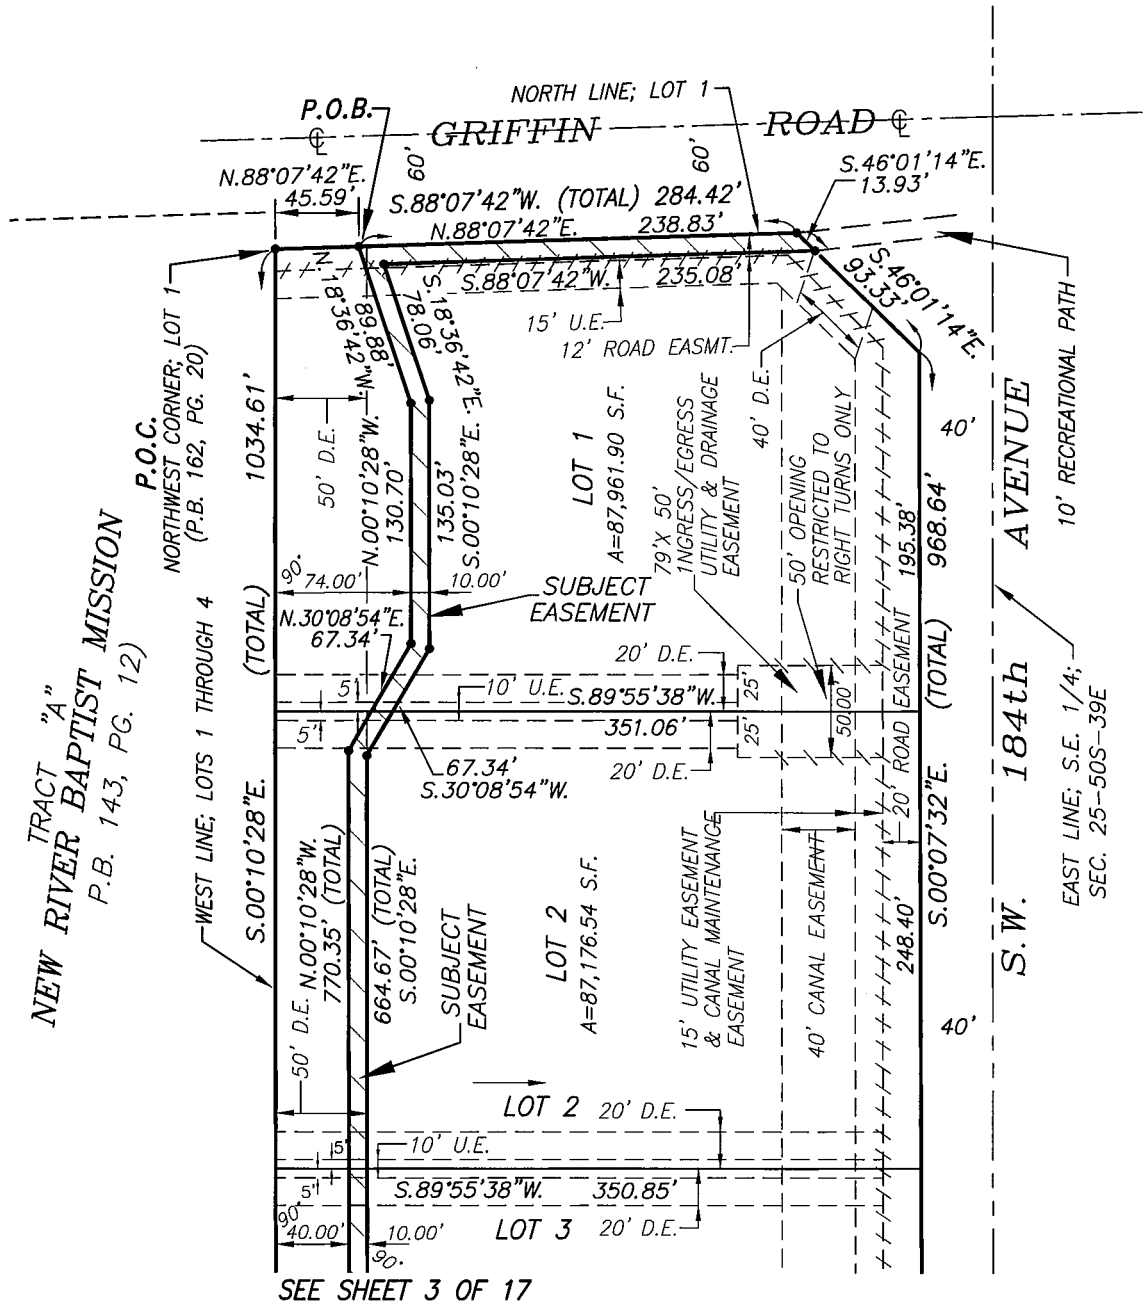 NORTH LINE; LOT 1
P.O.B.
GRIFFIN ROAD
℄
℄
60'
60'
N.88°07'42"E.
45.59'
S.88°07'42"W. (TOTAL) 284.42'
N.88°07'42"E. 238.83'
S.46°01'14"E.
13.93'
S.88°07'42"W. 235.08'
S.46°01'14"E.
93.33'
15' U.E.
12' ROAD EASMT.
N.18°36'42"W.
89.88'
S.18°36'42"E.
78.06'
P.O.C.
NORTHWEST CORNER; LOT 1
(P.B. 162, PG. 20)
1034.61'
(TOTAL)
S.00°10'28"E.
50' D.E.
N.00°10'28"W.
130.70'
135.03'
S.00°10'28"E.
LOT 1
A=87,961.90 S.F.
79'X 50'
INGRESS/EGRESS
UTILITY & DRAINAGE
EASEMENT
40' D.E.
50' OPENING
RESTRICTED TO
RIGHT TURNS ONLY
40'
195.38'
968.64'
(TOTAL)
S.00°07'32"E.
10' RECREATIONAL PATH
S.W. 184th AVENUE
EAST LINE; S.E. 1/4;
SEC. 25-50S-39E
TRACT "A"
NEW RIVER BAPTIST MISSION
P.B. 143, PG. 12)
WEST LINE; LOTS 1 THROUGH 4
90°
74.00'
10.00'
SUBJECT
EASEMENT
N.30°08'54"E.
67.34'
20' D.E.
5'
10' U.E.
S.89°55'38"W.
25'
50.00'
20' ROAD EASEMENT
5'
351.06'
25'
20' D.E.
67.34'
S.30°08'54"W.
50' D.E.
N.00°10'28"W.
770.35' (TOTAL)
664.67' (TOTAL)
S.00°10'28"E.
SUBJECT
EASEMENT
LOT 2
A=87,176.54 S.F.
15' UTILITY EASEMENT
& CANAL MAINTENANCE
EASEMENT
40' CANAL EASEMENT
248.40'
40'
LOT 2
20' D.E.
5'
10' U.E.
5'
S.89°55'38"W. 350.85'
90°
40.00'
10.00'
LOT 3
20' D.E.
90°
SEE SHEET 3 OF 17